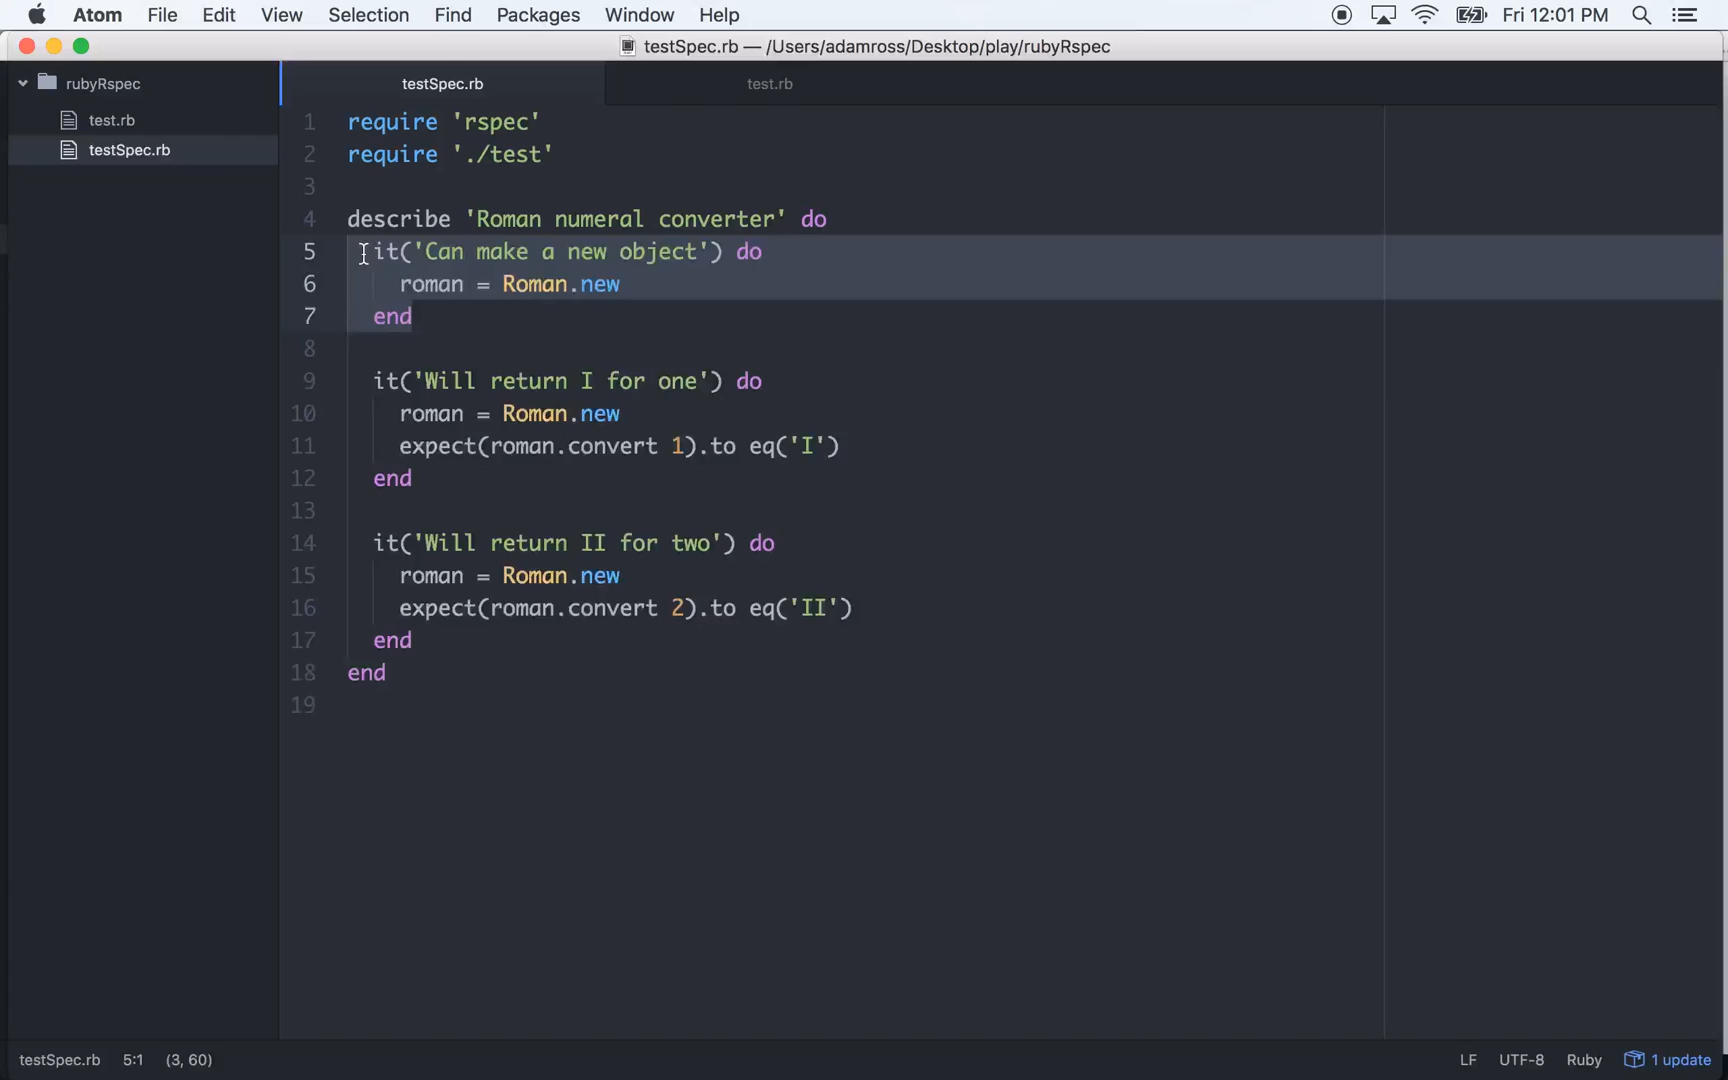 Atom File Edit View Selection Find Packages Window Help Fri 12:01 PM
testSpec.rb — /Users/adamross/Desktop/play/rubyRspec
rubyRspec
test.rb
testSpec.rb
testSpec.rb test.rb
1 require 'rspec'
2 require './test'
3
4 describe 'Roman numeral converter' do
5 it('Can make a new object') do
6 roman = Roman.new
7 end
8
9 it('Will return I for one') do
10 roman = Roman.new
11 expect(roman.convert 1).to eq('I')
12 end
13
14 it('Will return II for two') do
15 roman = Roman.new
16 expect(roman.convert 2).to eq('II')
17 end
18 end
19
testSpec.rb 5:1 (3, 60) LF UTF-8 Ruby 1 update